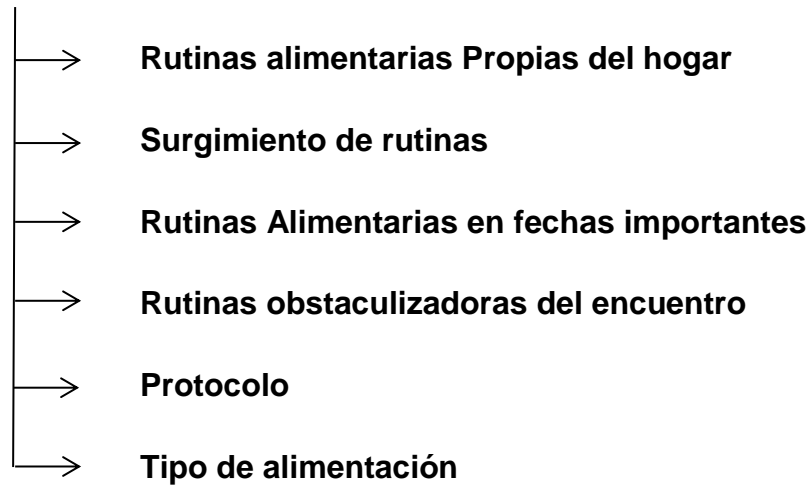 Rutinas alimentarias Propias del hogar
Surgimiento de rutinas
Rutinas Alimentarias en fechas importantes
Rutinas obstaculizadoras del encuentro
Protocolo
Tipo de alimentación